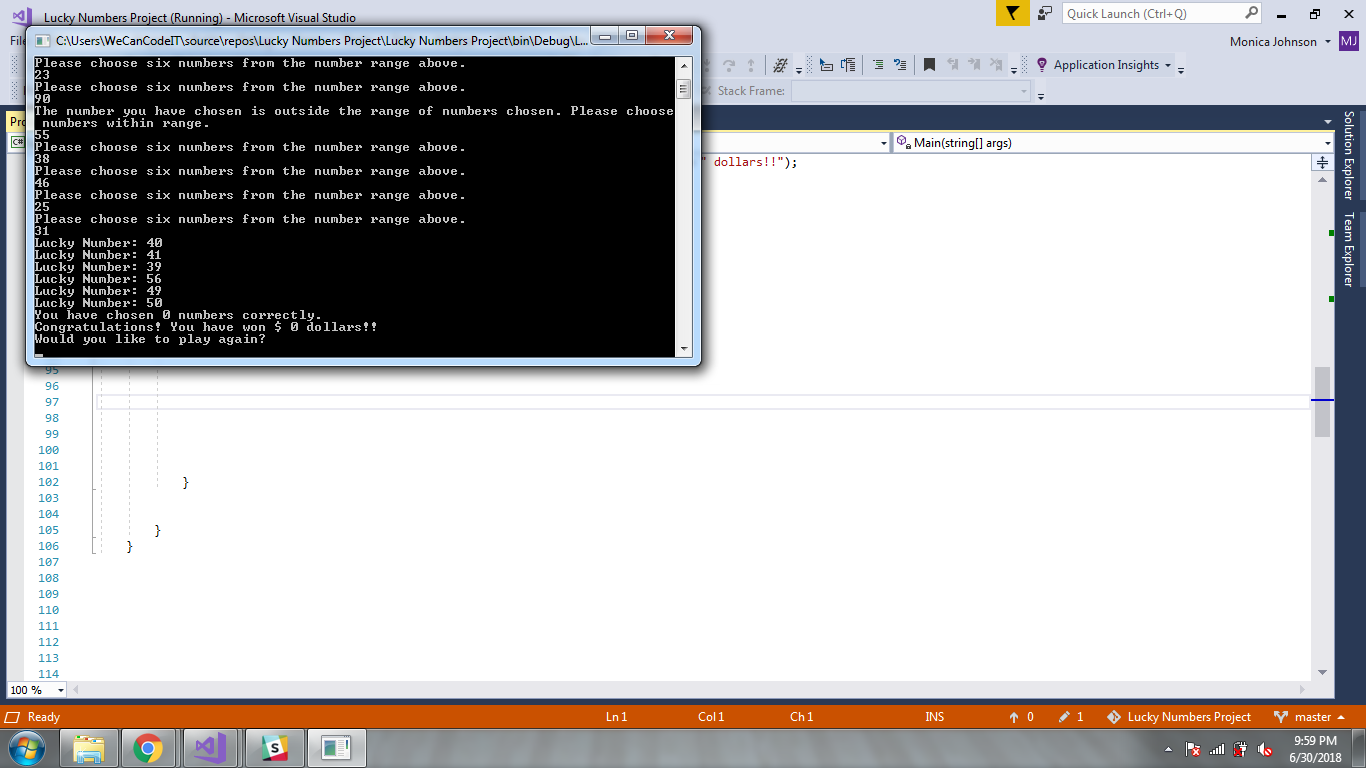 Lucky Numbers Project (Running) - Microsoft Visual Studio
Quick Launch (Ctrl+Q)
C:\Users\WeCanCodeIT\source\repos\Lucky Numbers Project\Lucky Numbers Project\bin\Debug\L...
Monica Johnson
MJ
Application Insights
Stack Frame:
Main(string[] args)
" dollars!!");
Please choose six numbers from the number range above.
23
Please choose six numbers from the number range above.
90
The number you have chosen is outside the range of numbers chosen. Please choose
numbers within range.
55
Please choose six numbers from the number range above.
38
Please choose six numbers from the number range above.
46
Please choose six numbers from the number range above.
25
Please choose six numbers from the number range above.
31
Lucky Number: 40
Lucky Number: 41
Lucky Number: 39
Lucky Number: 56
Lucky Number: 49
Lucky Number: 50
You have chosen 0 numbers correctly.
Congratulations! You have won $ 0 dollars!!
Would you like to play again?
Solution Explorer
Team Explorer
C#
95
96
97
98
99
100
101
102 }
103
104
105 }
106 }
107
108
109
110
111
112
113
114
100 %
Ready Ln 1 Col 1 Ch 1 INS 0 1 Lucky Numbers Project master
9:59 PM
6/30/2018